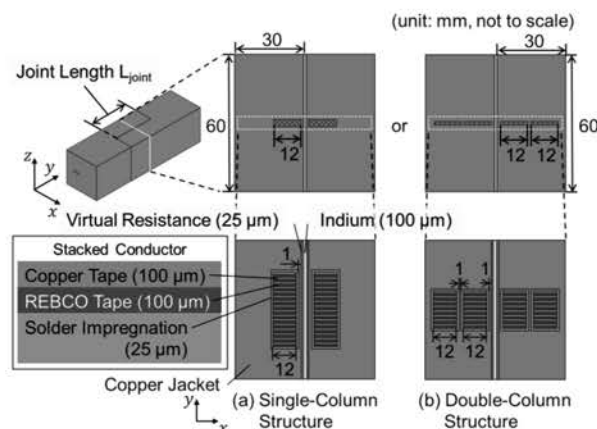 (unit: mm, not to scale)
30
30
Joint Length L_joint
60
or
60
12
12
12
z
y
x
Virtual Resistance (25 µm)
Indium (100 µm)
Stacked Conductor
Copper Tape (100 µm)
REBCO Tape (100 µm)
Solder Impregnation
(25 µm)
1
1
1
12
12
12
Copper Jacket
y
x
(a) Single-Column
Structure
(b) Double-Column
Structure